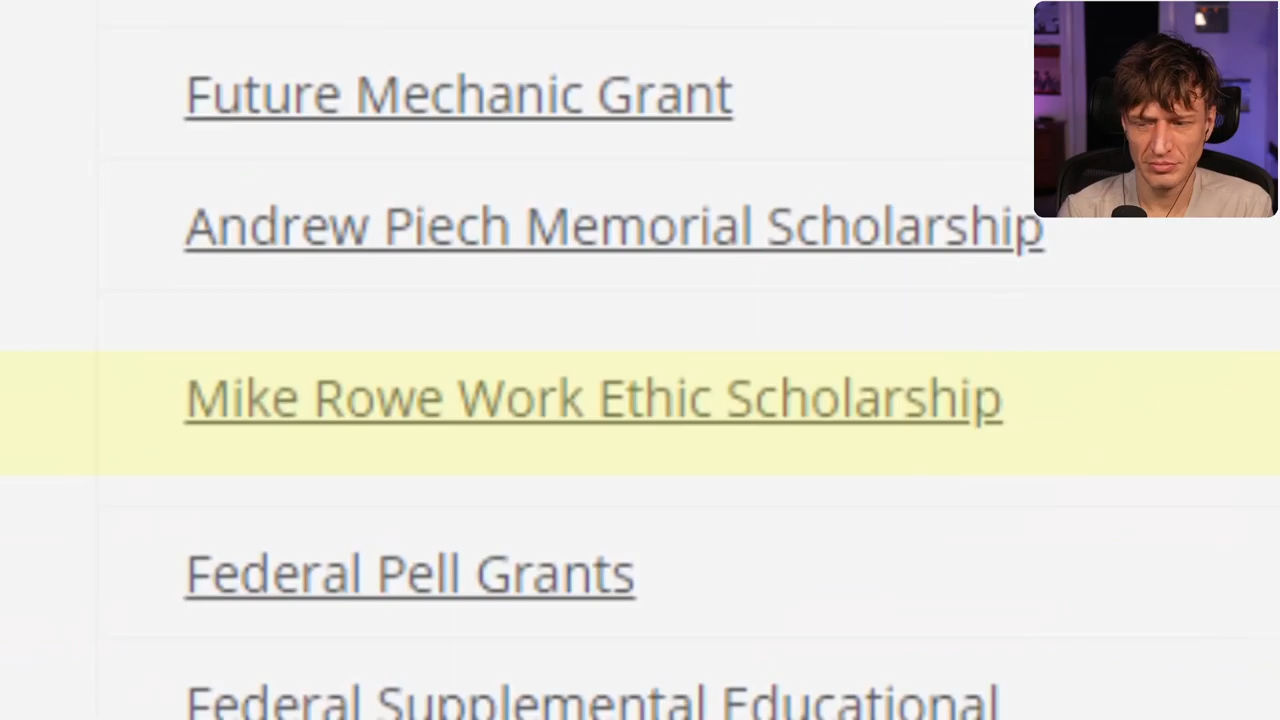 Future Mechanic Grant
Andrew Piech Memorial Scholarship
Mike Rowe Work Ethic Scholarship
Federal Pell Grants
Federal Supplemental Educational